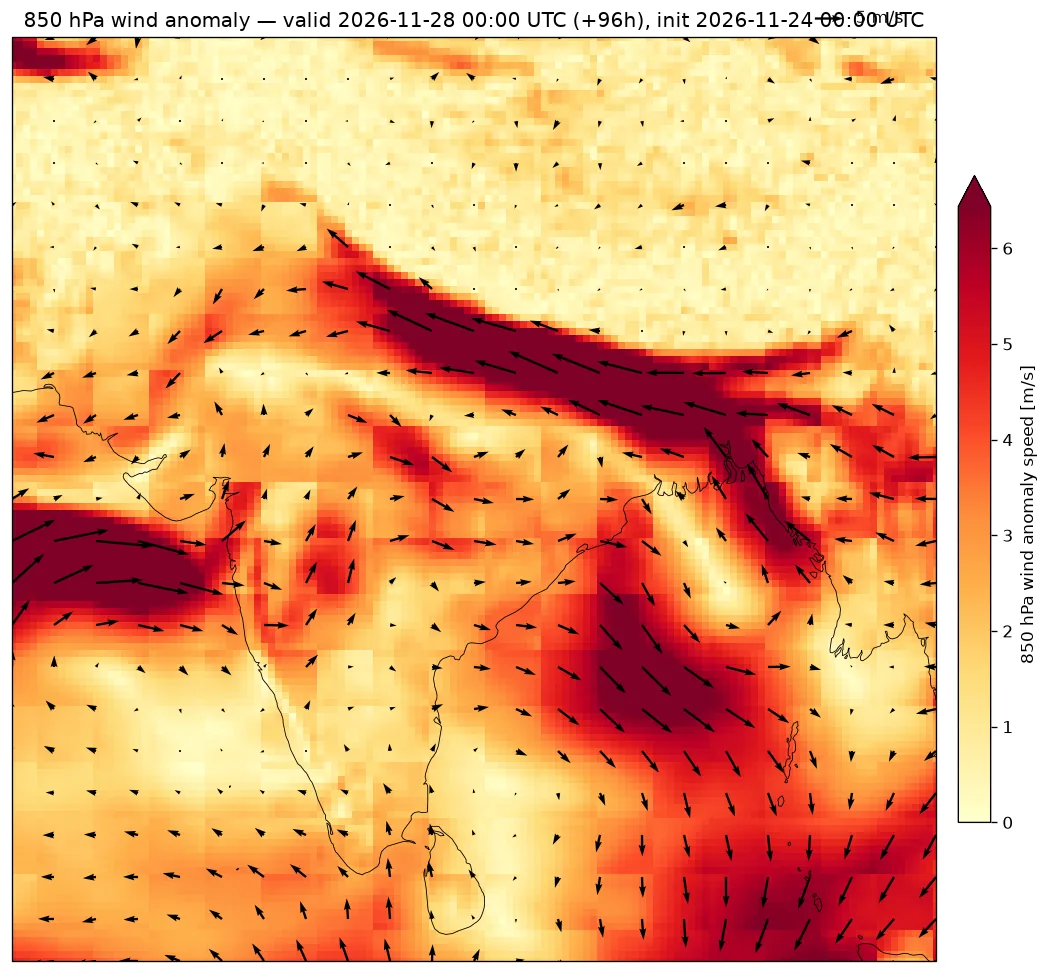 850 hPa wind anomaly — valid 2026-11-28 00:00 UTC (+96h), init 2026-11-24 00:00 UTC
5 m/s
6
5
4
3
2
1
0
850 hPa wind anomaly speed [m/s]